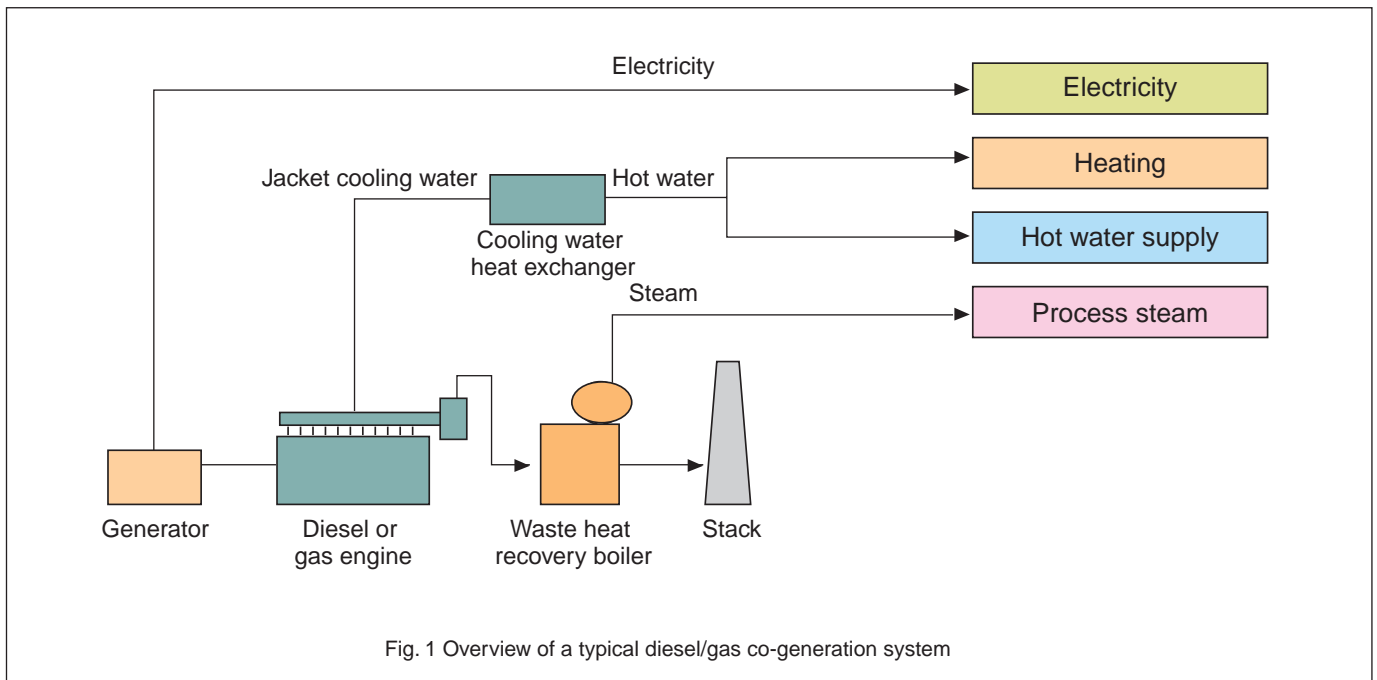 Electricity
Electricity
Jacket cooling water
Hot water
Heating
Cooling water
heat exchanger
Hot water supply
Steam
Process steam
Generator
Diesel or
gas engine
Waste heat
recovery boiler
Stack
Fig. 1 Overview of a typical diesel/gas co-generation system